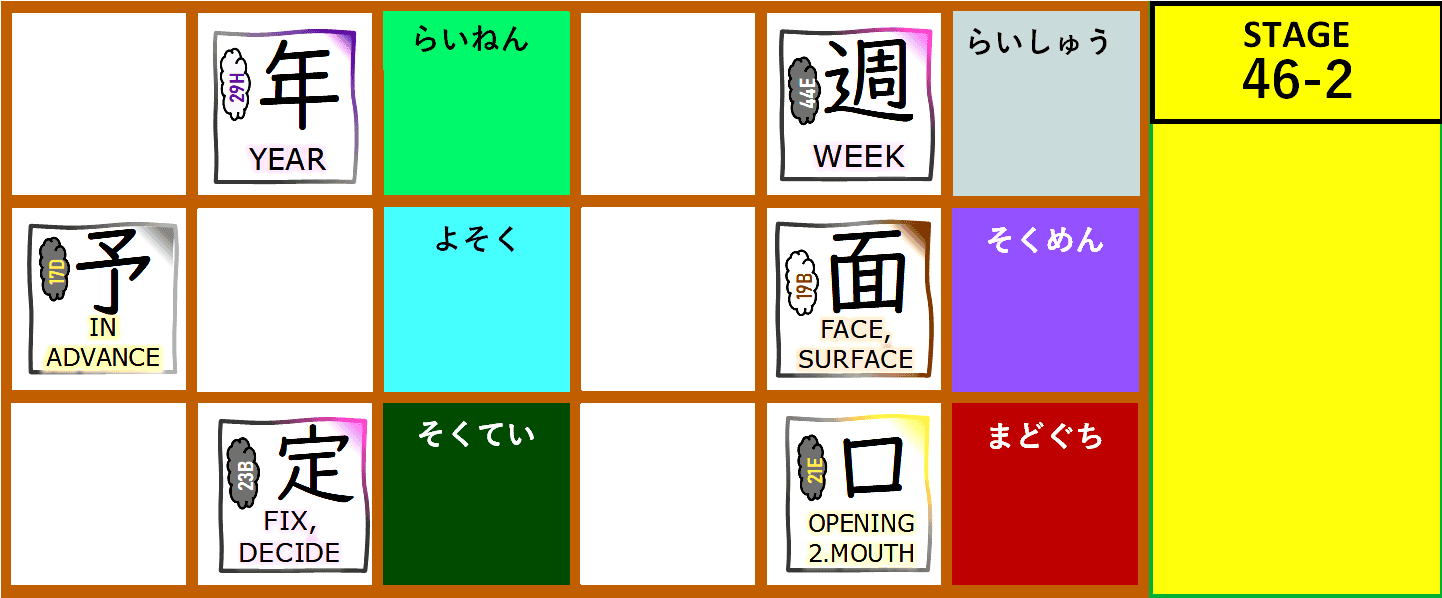 29H
年
YEAR
らいねん
44E
週
WEEK
らいしゅう
STAGE
46-2
17D
予
IN
ADVANCE
よそく
19B
面
FACE,
SURFACE
そくめん
23B
定
FIX,
DECIDE
そくてい
21E
口
OPENING
2.MOUTH
まどぐち